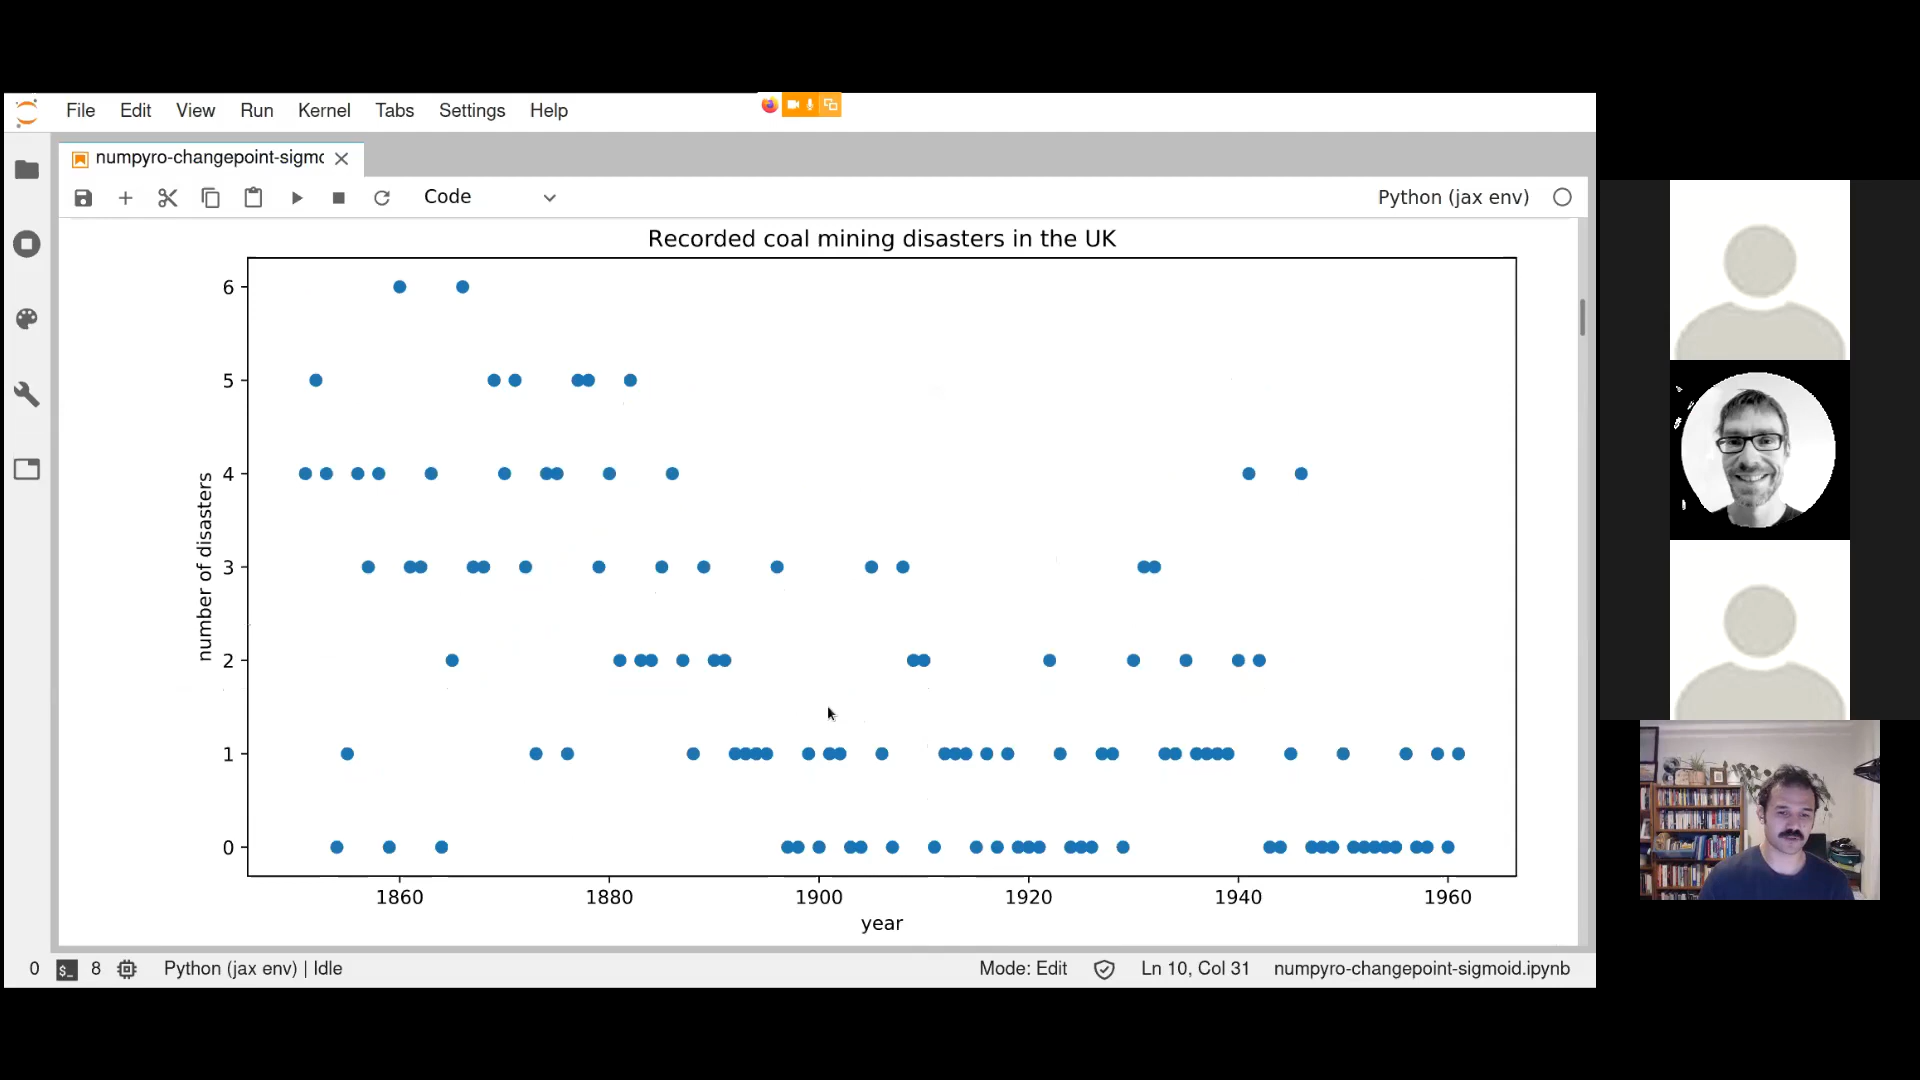 File Edit View Run Kernel Tabs Settings Help
numpyro-changepoint-sigmo
Code
Python (jax env)
Recorded coal mining disasters in the UK
number of disasters
6
5
4
3
2
1
0
1860 1880 1900 1920 1940 1960
year
0 $_ 8 Python (jax env) | Idle Mode: Edit Ln 10, Col 31 numpyro-changepoint-sigmoid.ipynb